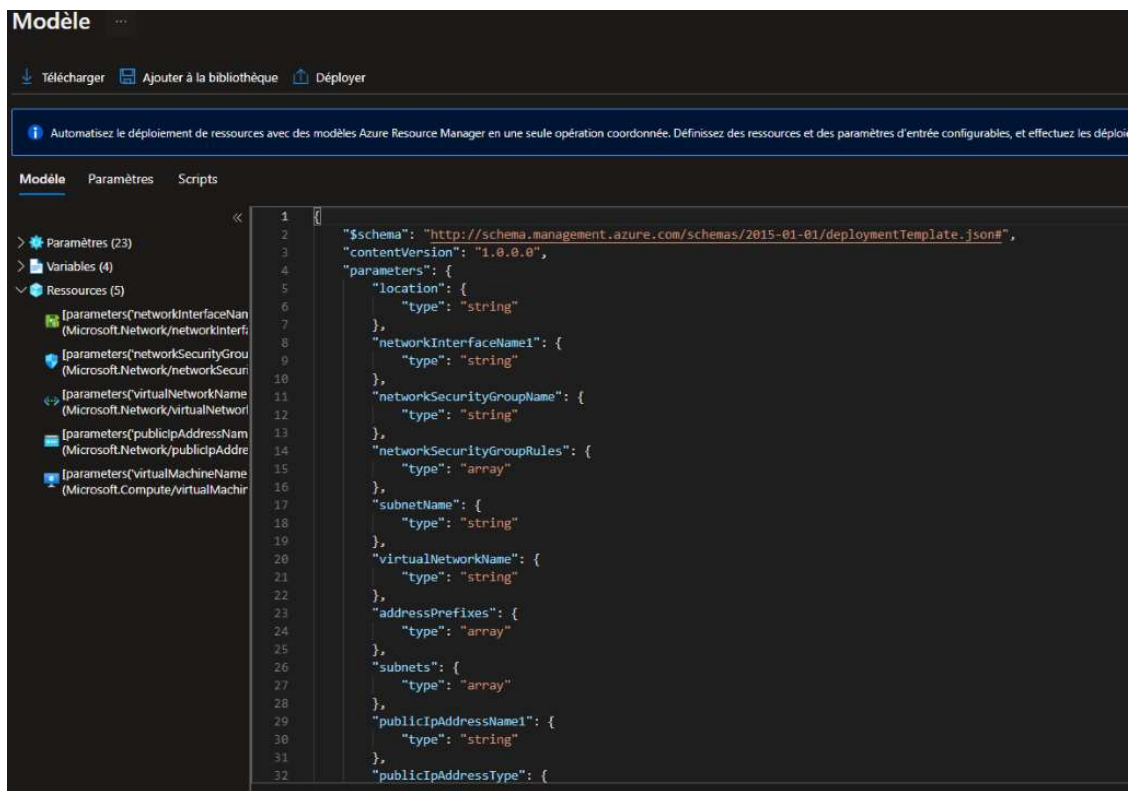 Modèle ...
Télécharger Ajouter à la bibliothèque Déployer
Automatisez le déploiement de ressources avec des modèles Azure Resource Manager en une seule opération coordonnée. Définissez des ressources et des paramètres d'entrée configurables, et effectuez les déploie
Modèle Paramètres Scripts
«
Paramètres (23)
Variables (4)
Ressources (5)
[parameters('networkInterfaceNan
(Microsoft.Network/networkInterfa
[parameters('networkSecurityGrou
(Microsoft.Network/networkSecuri
[parameters('virtualNetworkName
(Microsoft.Network/virtualNetworl
[parameters('publicIpAddressNam
(Microsoft.Network/publicIpAddre
[parameters('virtualMachineName
(Microsoft.Compute/virtualMachin
1 {
2 "$schema": "http://schema.management.azure.com/schemas/2015-01-01/deploymentTemplate.json#",
3 "contentVersion": "1.0.0.0",
4 "parameters": {
5 "location": {
6 "type": "string"
7 },
8 "networkInterfaceName1": {
9 "type": "string"
10 },
11 "networkSecurityGroupName": {
12 "type": "string"
13 },
14 "networkSecurityGroupRules": {
15 "type": "array"
16 },
17 "subnetName": {
18 "type": "string"
19 },
20 "virtualNetworkName": {
21 "type": "string"
22 },
23 "addressPrefixes": {
24 "type": "array"
25 },
26 "subnets": {
27 "type": "array"
28 },
29 "publicIpAddressName1": {
30 "type": "string"
31 },
32 "publicIpAddressType": {